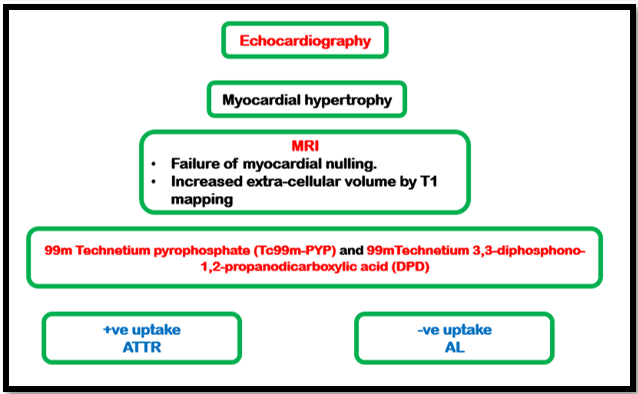 Echocardiography
Myocardial hypertrophy
MRI
• Failure of myocardial nulling.
• Increased extra-cellular volume by T1
mapping
99m Technetium pyrophosphate (Tc99m-PYP) and 99mTechnetium 3,3-diphosphono-
1,2-propanodicarboxylic acid (DPD)
+ve uptake
ATTR
-ve uptake
AL